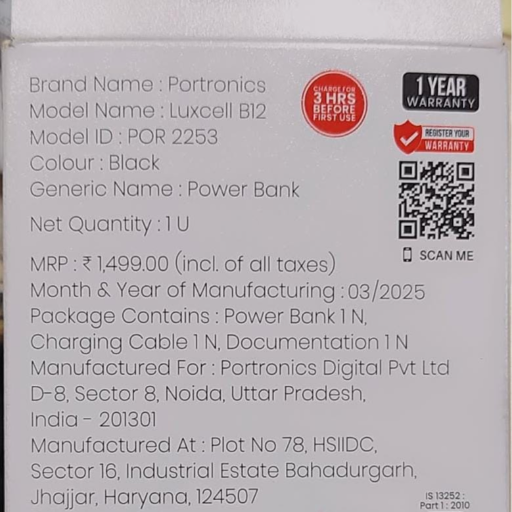 Brand Name : Portronics
Model Name : Luxcell B12
Model ID : POR 2253
Colour : Black
Generic Name : Power Bank
Net Quantity : 1 U
CHARGE FOR
3 HRS
BEFORE
FIRST USE
1 YEAR
WARRANTY
REGISTER YOUR
WARRANTY
SCAN ME
MRP : ₹ 1,499.00 (incl. of all taxes)
Month & Year of Manufacturing : 03/2025
Package Contains : Power Bank 1 N,
Charging Cable 1 N, Documentation 1 N
Manufactured For : Portronics Digital Pvt Ltd
D-8, Sector 8, Noida, Uttar Pradesh,
India - 201301
Manufactured At : Plot No 78, HSIIDC,
Sector 16, Industrial Estate Bahadurgarh,
Jhajjar, Haryana, 124507
IS 13252 :
Part 1 : 2010